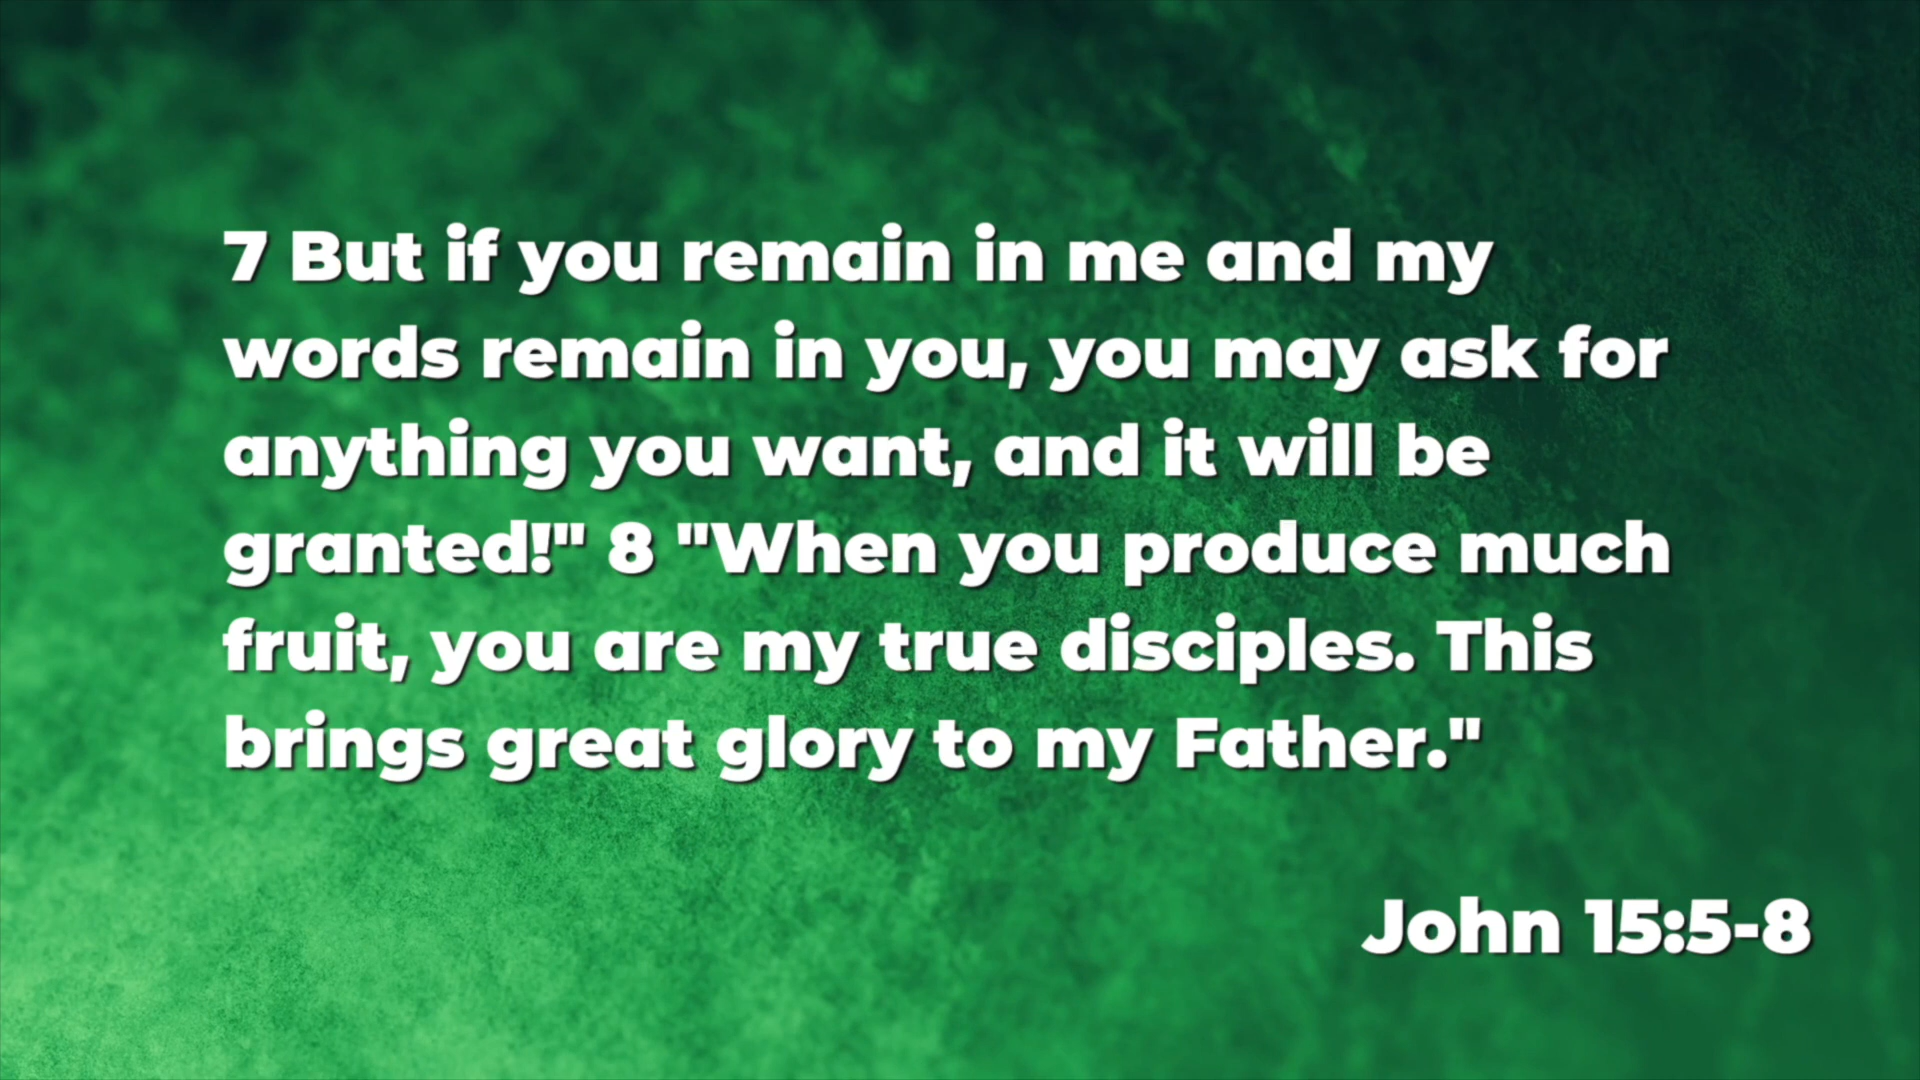 7 But if you remain in me and my
words remain in you, you may ask for
anything you want, and it will be
granted!" 8 "When you produce much
fruit, you are my true disciples. This
brings great glory to my Father."
John 15:5-8